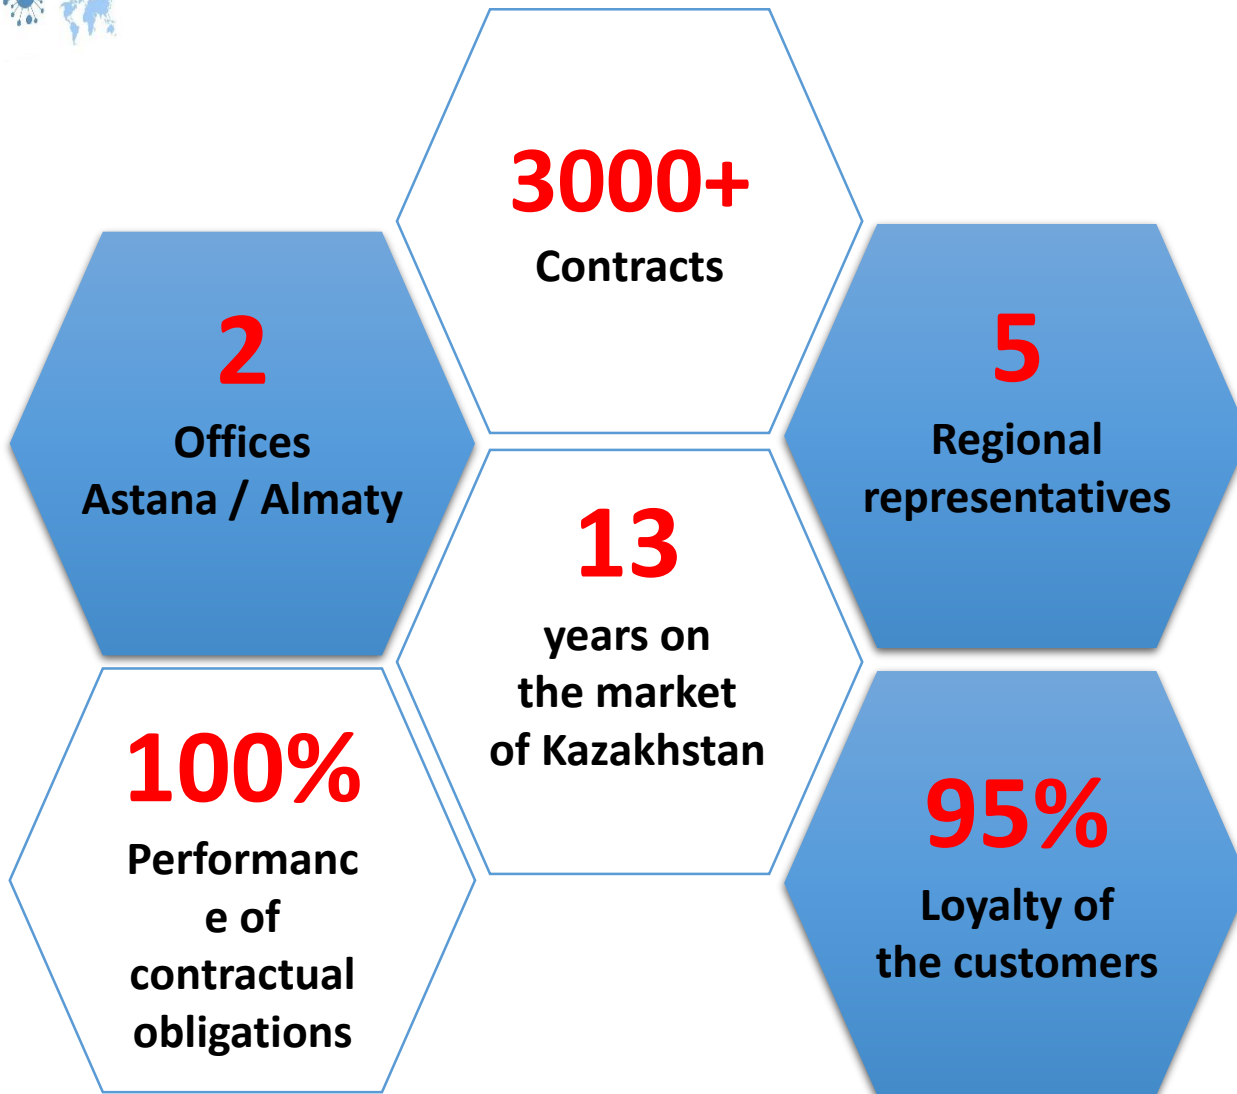 3000+
Contracts
2
Offices
Astana / Almaty
5
Regional
representatives
13
years on
the market
of Kazakhstan
100%
Performanc
e of
contractual
obligations
95%
Loyalty of
the customers